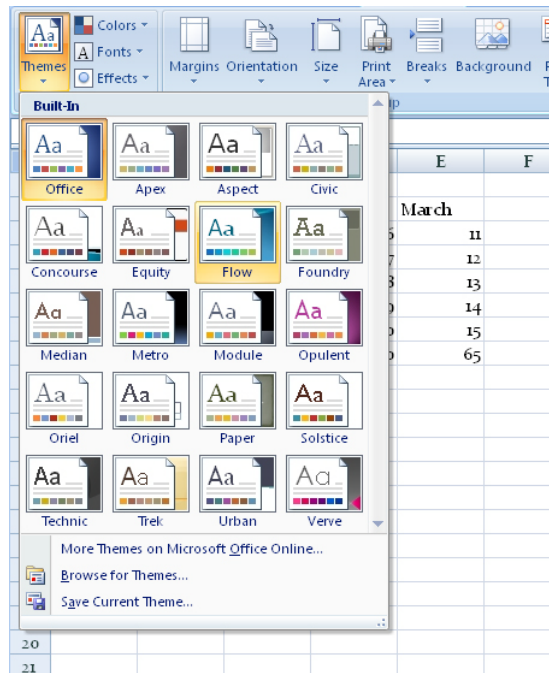 Aa
Colors
Fonts
Effects
Themes
Margins Orientation Size Print Area Breaks Background
Built-In
Aa Aa Aa Aa
Office Apex Aspect Civic
Aa Aa Aa Aa
Concourse Equity Flow Foundry
Aa Aa Aa Aa
Median Metro Module Opulent
Aa Aa Aa Aa
Oriel Origin Paper Solstice
Aa Aa Aa Aa
Technic Trek Urban Verve
More Themes on Microsoft Office Online...
Browse for Themes...
Save Current Theme...
E F
March
11
12
13
14
15
65
20
21